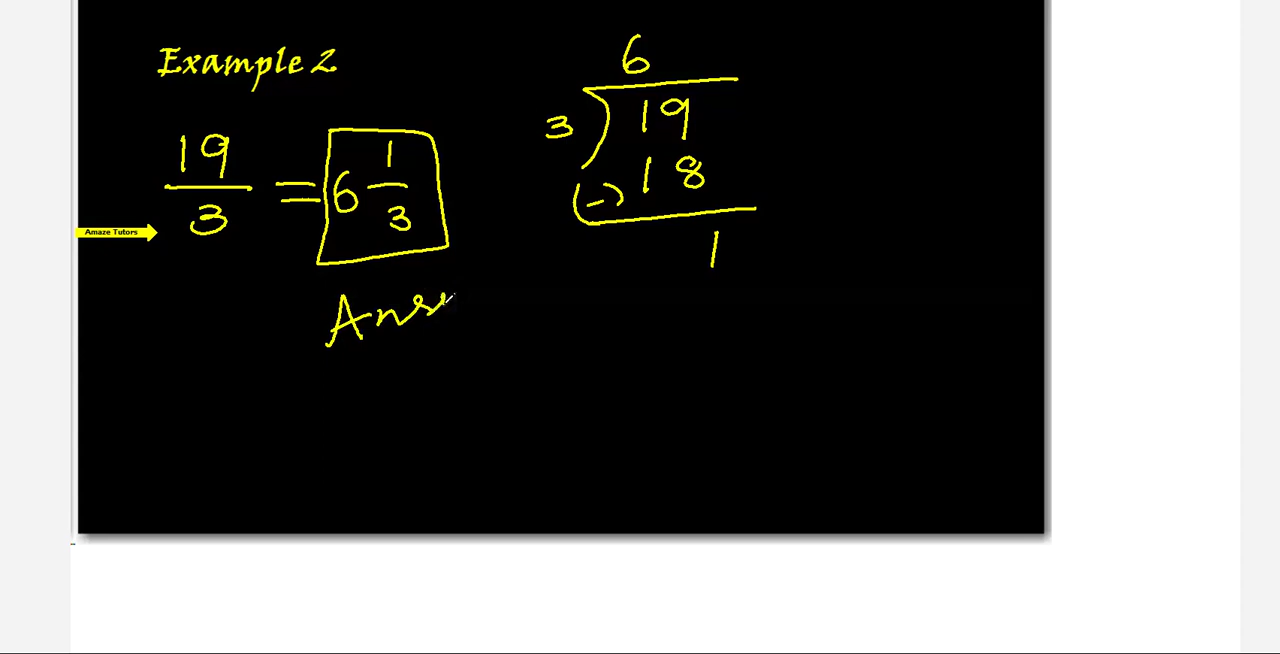 Example 2
19/3 = 6 1/3
Amaze Tutors
Ans
6
3 ) 19
(-) 18
1